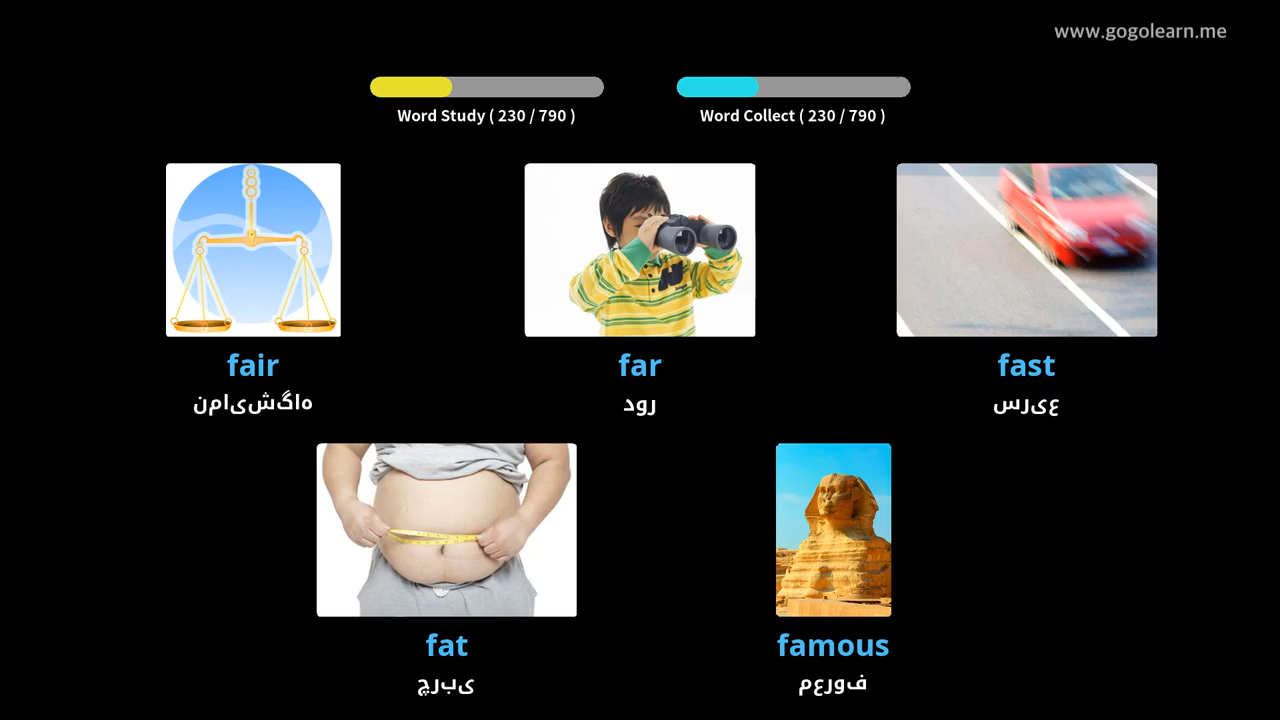 www.gogolearn.me
Word Study ( 230 / 790 )
Word Collect ( 230 / 790 )
fair
far
fast
نمایشگاه
دور
سریع
fat
famous
چربی
معروف